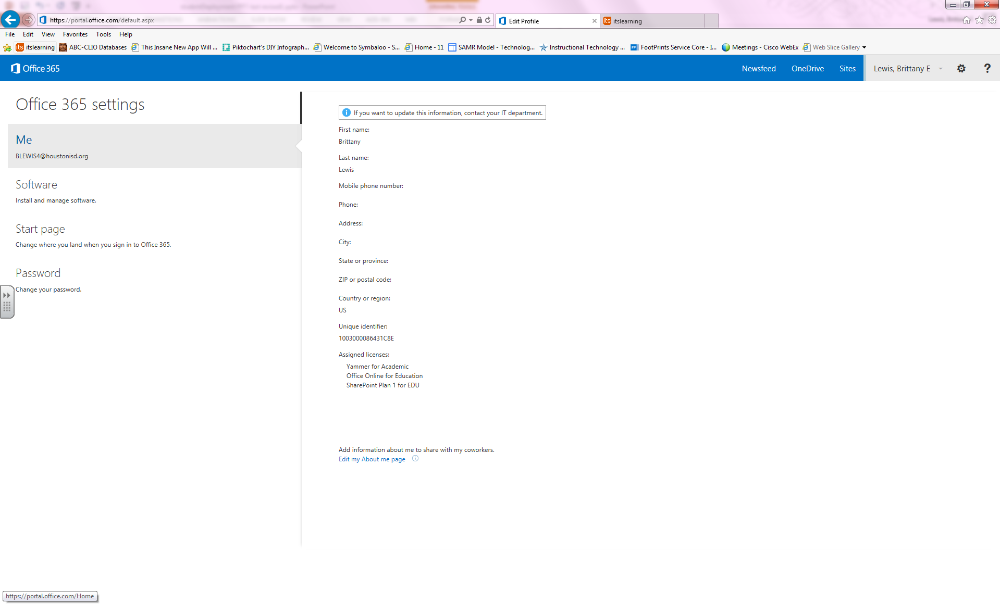 https://portal.office.com/default.aspx
Edit Profile
its itslearning
File Edit View Favorites Tools Help
its itslearning ABC-CLIO Databases This Insane New App Will ... Piktochart's DIY Infograph... Welcome to Symbaloo - S... Home - 11 SAMR Model - Technolog... Instructional Technology ... FP FootPrints Service Core - I... Meetings - Cisco WebEx Web Slice Gallery
Office 365
Newsfeed OneDrive Sites Lewis, Brittany E ?
Office 365 settings
Me
BLEWIS4@houstonisd.org
Software
Install and manage software.
Start page
Change where you land when you sign in to Office 365.
Password
Change your password.
If you want to update this information, contact your IT department.
First name:
Brittany
Last name:
Lewis
Mobile phone number:
Phone:
Address:
City:
State or province:
ZIP or postal code:
Country or region:
US
Unique identifier:
1003000086431C8E
Assigned licenses:
Yammer for Academic
Office Online for Education
SharePoint Plan 1 for EDU
Add information about me to share with my coworkers.
Edit my About me page
https://portal.office.com/Home